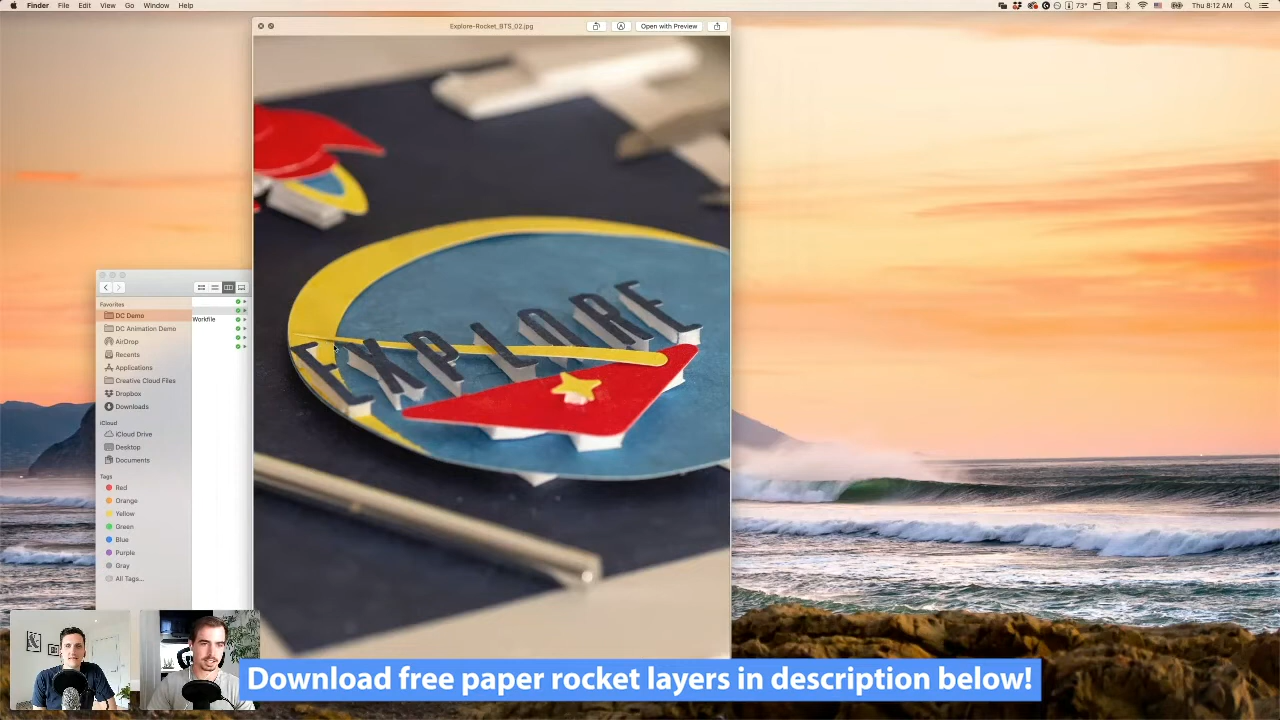 Finder File Edit View Go Window Help
73° Thu 8:12 AM
Explore-Rocket_BTS_02.jpg
Open with Preview
EXPLORE
Favorites
DC Demo
DC Animation Demo
AirDrop
Recents
Applications
Creative Cloud Files
Dropbox
Downloads
iCloud
iCloud Drive
Desktop
Documents
Tags
Red
Orange
Yellow
Green
Blue
Purple
Gray
All Tags...
Workfile
Download free paper rocket layers in description below!